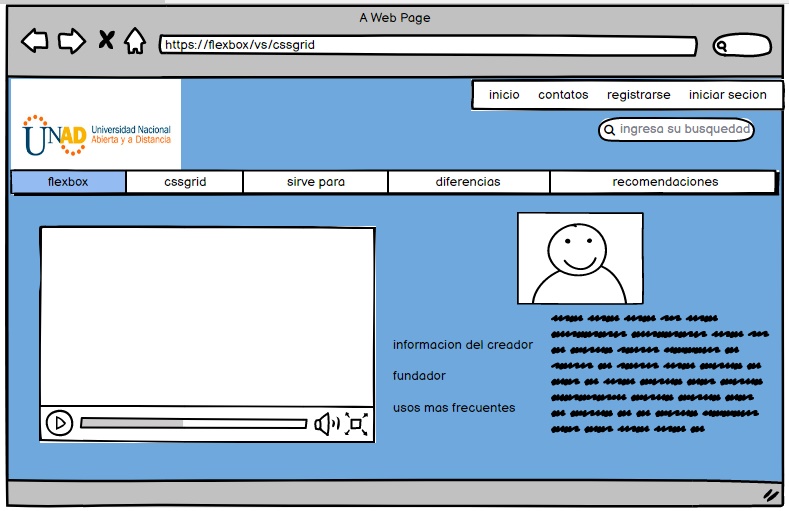 A Web Page
https://flexbox/vs/cssgrid
inicio contatos registrarse iniciar secion
UNAD Universidad Nacional
Abierta y a Distancia
ingresa su busquedad
flexbox cssgrid sirve para diferencias recomendaciones
informacion del creador
fundador
usos mas frecuentes